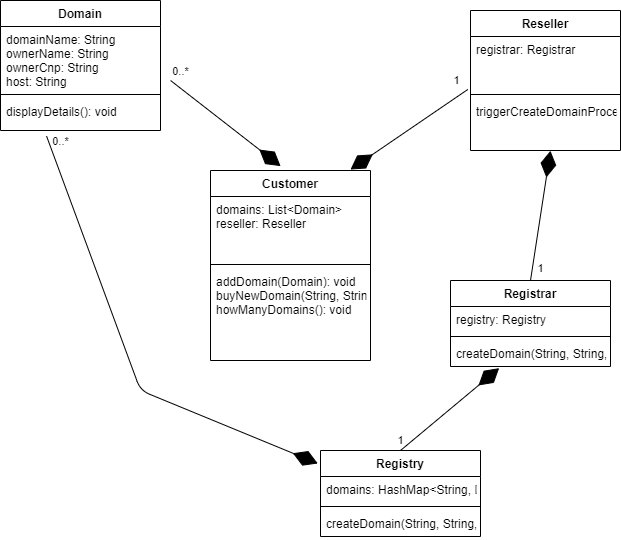 Domain
domainName: String
ownerName: String
ownerCnp: String
host: String
displayDetails(): void
0..*
0..*
Reseller
registrar: Registrar
triggerCreateDomainProce
1
Customer
domains: List<Domain>
reseller: Reseller
addDomain(Domain): void
buyNewDomain(String, Strin
howManyDomains(): void
1
Registrar
registry: Registry
createDomain(String, String,
1
Registry
domains: HashMap<String,
createDomain(String, String,